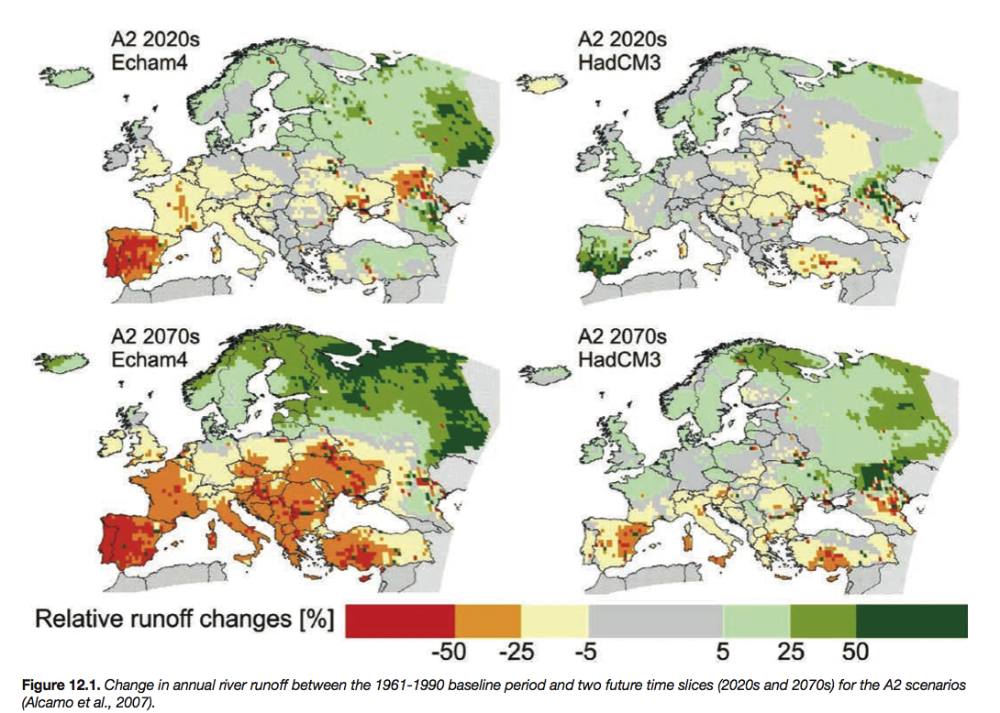 A2 2020s
Echam4
A2 2020s
HadCM3
A2 2070s
Echam4
A2 2070s
HadCM3
Relative runoff changes [%]
-50 -25 -5 5 25 50
Figure 12.1. Change in annual river runoff between the 1961-1990 baseline period and two future time slices (2020s and 2070s) for the A2 scenarios
(Alcamo et al., 2007).